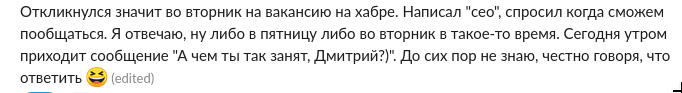 Откликнулся значит во вторник на вакансию на хабре. Написал "сео", спросил когда сможем
пообщаться. Я отвечаю, ну либо в пятницу либо во вторник в такое-то время. Сегодня утром
приходит сообщение "А чем ты так занят, Дмитрий?)". До сих пор не знаю, честно говоря, что
ответить 😆 (edited)